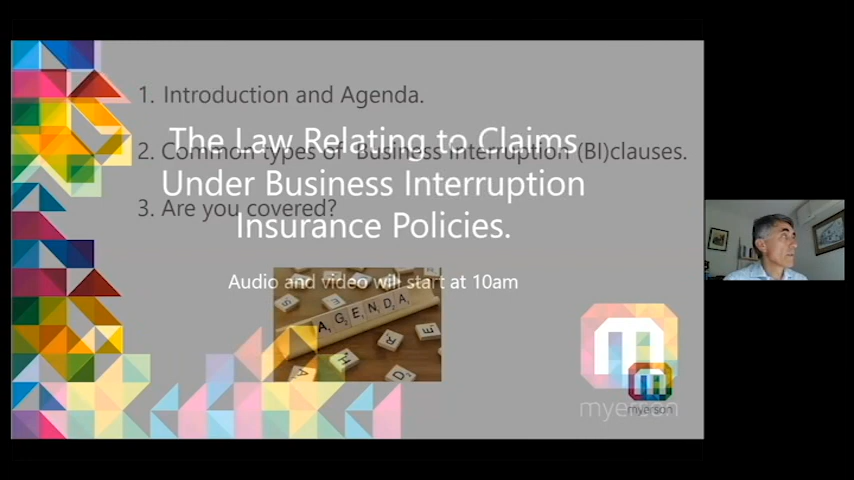 1. Introduction and Agenda.
The Law Relating to Claims
2. Common types of Business Interruption (BI)clauses.
Under Business Interruption
3. Are you covered?
Insurance Policies.
Audio and video will start at 10am
AGENDA
myerson
myerson